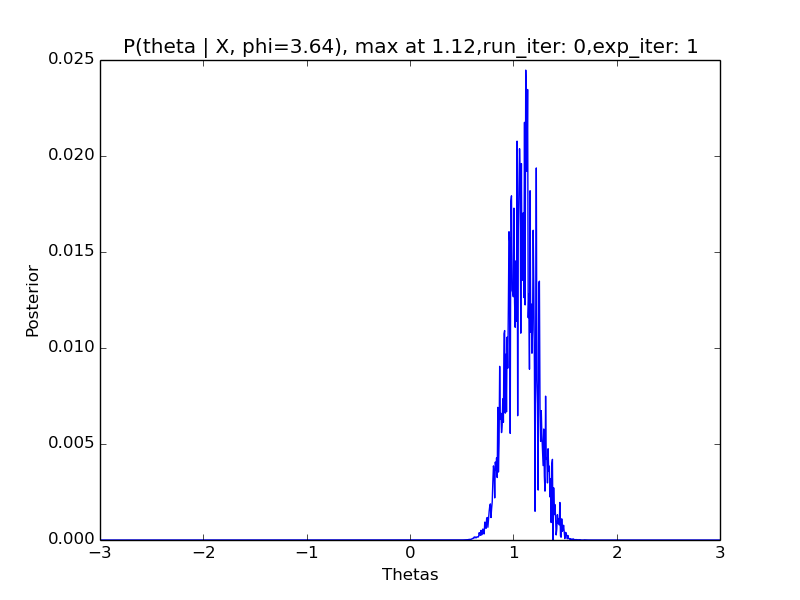 P(theta | X, phi=3.64), max at 1.12,run_iter: 0,exp_iter: 1
0.025
0.020
0.015
0.010
0.005
0.000
Posterior
−3 −2 −1 0 1 2 3
Thetas